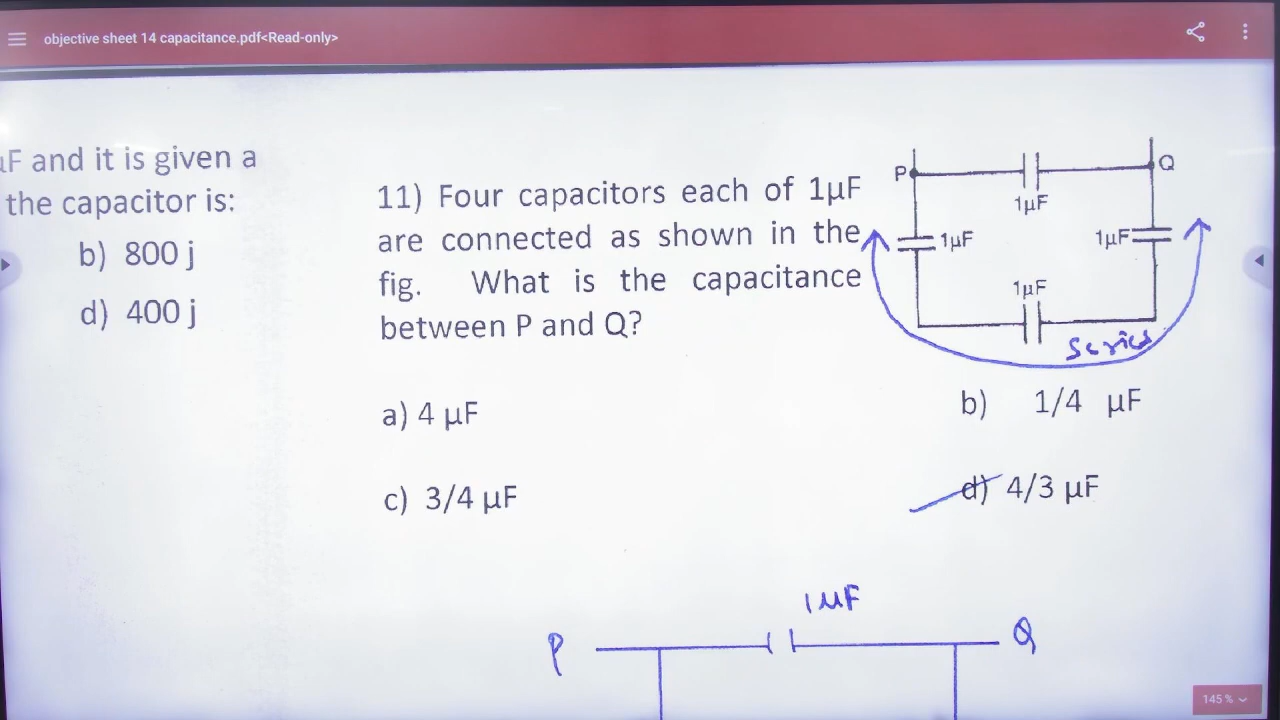 objective sheet 14 capacitance.pdf<Read-only>
µF and it is given a
the capacitor is:
b) 800 j
d) 400 j
11) Four capacitors each of 1µF
are connected as shown in the
fig. What is the capacitance
between P and Q?
P
Q
1µF
1µF
1µF
1µF
Series
a) 4 µF
b) 1/4 µF
c) 3/4 µF
d) 4/3 µF
1µF
P
Q
145 %